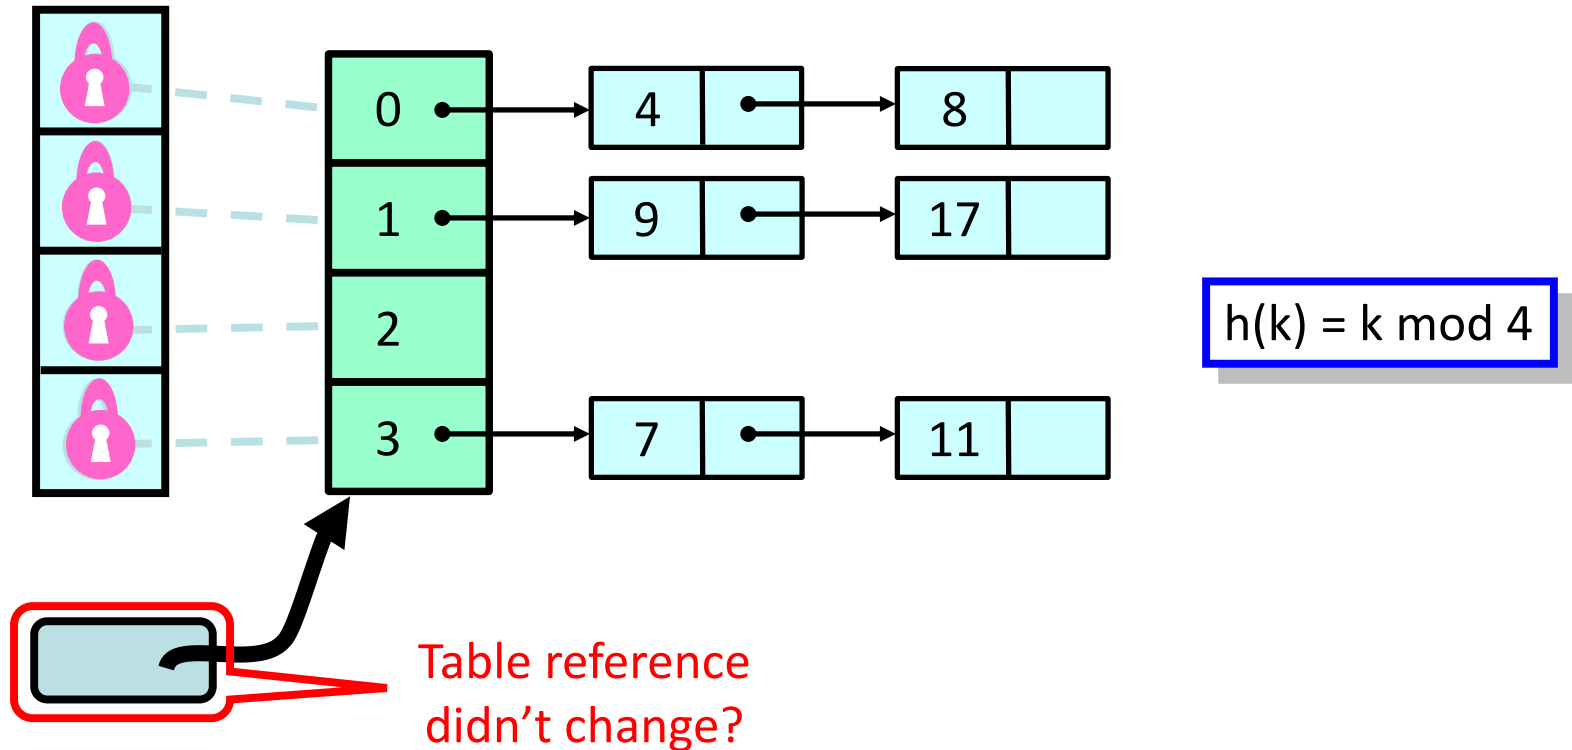 0 4 8
1 9 17
2
3 7 11
h(k) = k mod 4
Table reference
didn’t change?